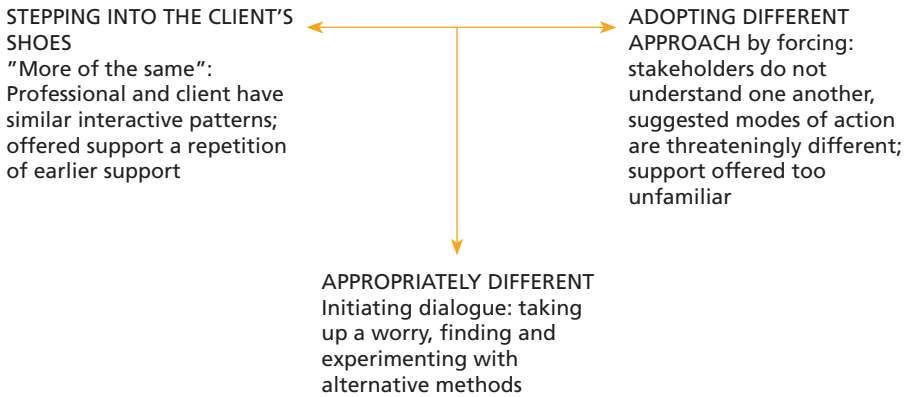 STEPPING INTO THE CLIENT’S
SHOES
”More of the same”:
Professional and client have
similar interactive patterns;
offered support a repetition
of earlier support
ADOPTING DIFFERENT
APPROACH by forcing:
stakeholders do not
understand one another,
suggested modes of action
are threateningly different;
support offered too
unfamiliar
APPROPRIATELY DIFFERENT
Initiating dialogue: taking
up a worry, finding and
experimenting with
alternative methods